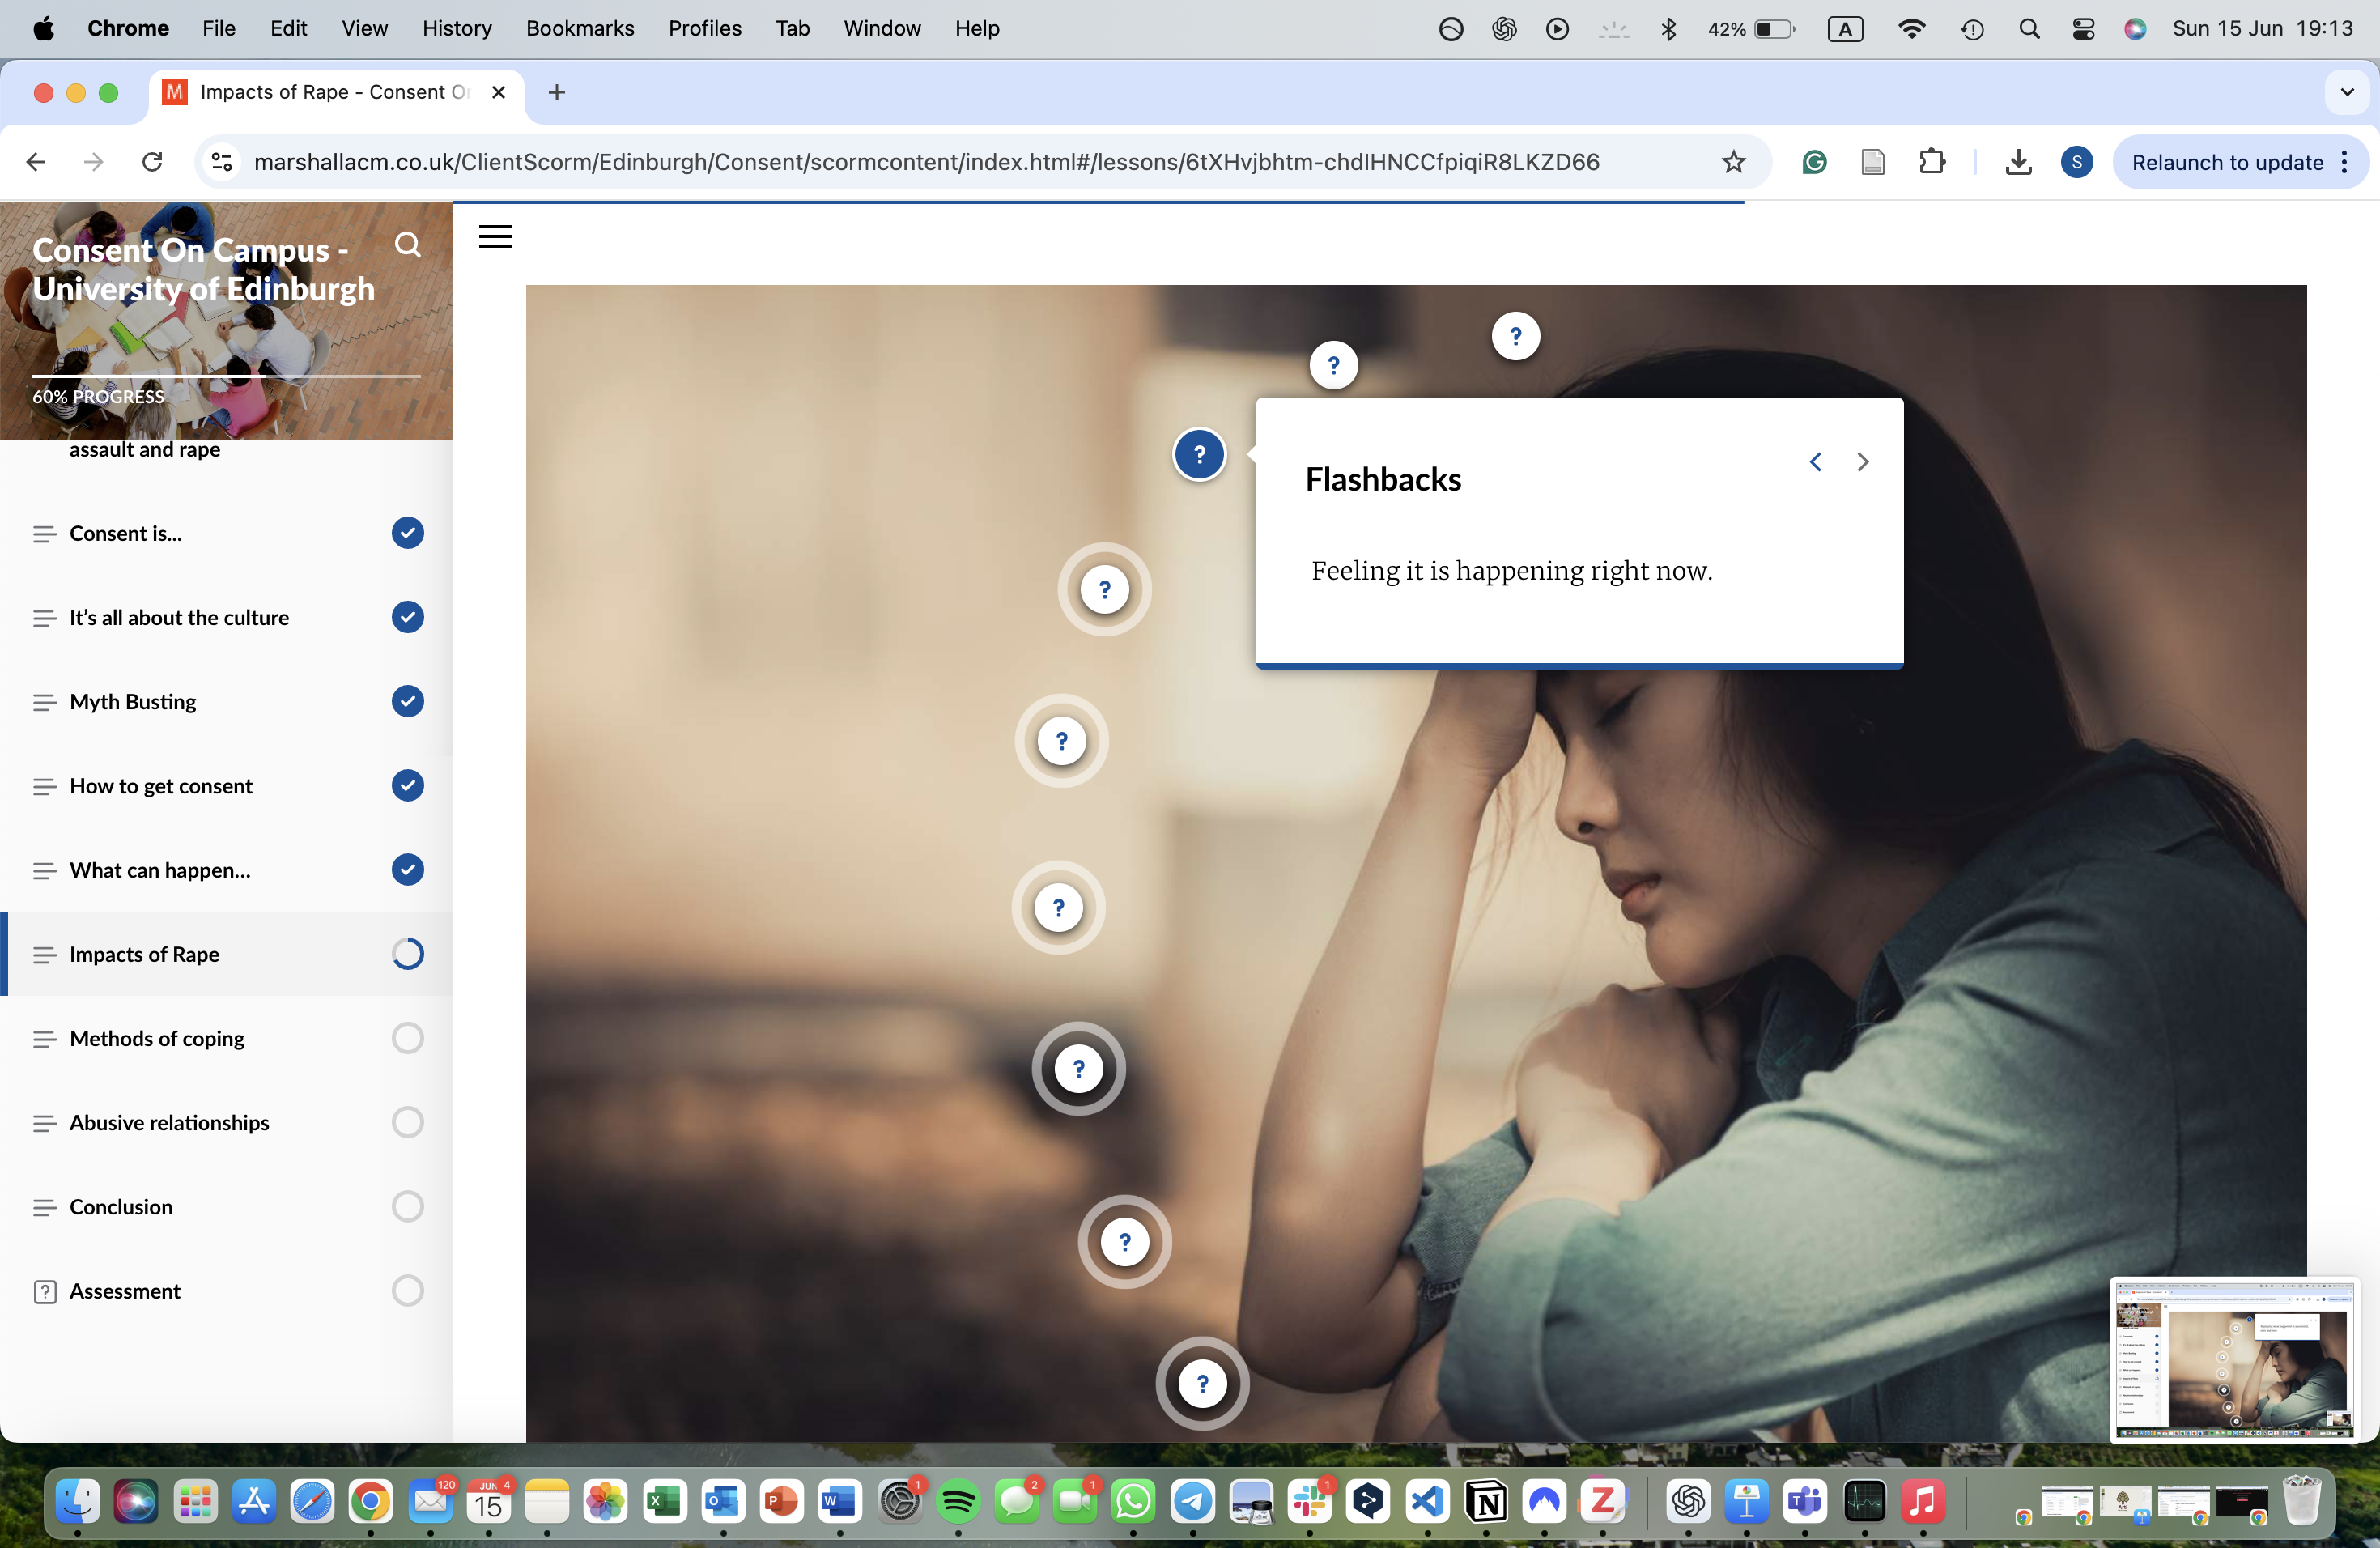 Chrome File Edit View History Bookmarks Profiles Tab Window Help 42% A Sun 15 Jun 19:13
M Impacts of Rape - Consent O
marshallacm.co.uk/ClientScorm/Edinburgh/Consent/scormcontent/index.html#/lessons/6tXHvjbhtm-chdIHNCCfpiqiR8LKZD66 S Relaunch to update
Consent On Campus -
University of Edinburgh
60% PROGRESS
assault and rape
Consent is...
It’s all about the culture
Myth Busting
How to get consent
What can happen...
Impacts of Rape
Methods of coping
Abusive relationships
Conclusion
? Assessment
?
?
?
Flashbacks
Feeling it is happening right now.
?
?
?
?
?
?
120 JUN 4 15 X O P W 1 2 1 1 N Z T